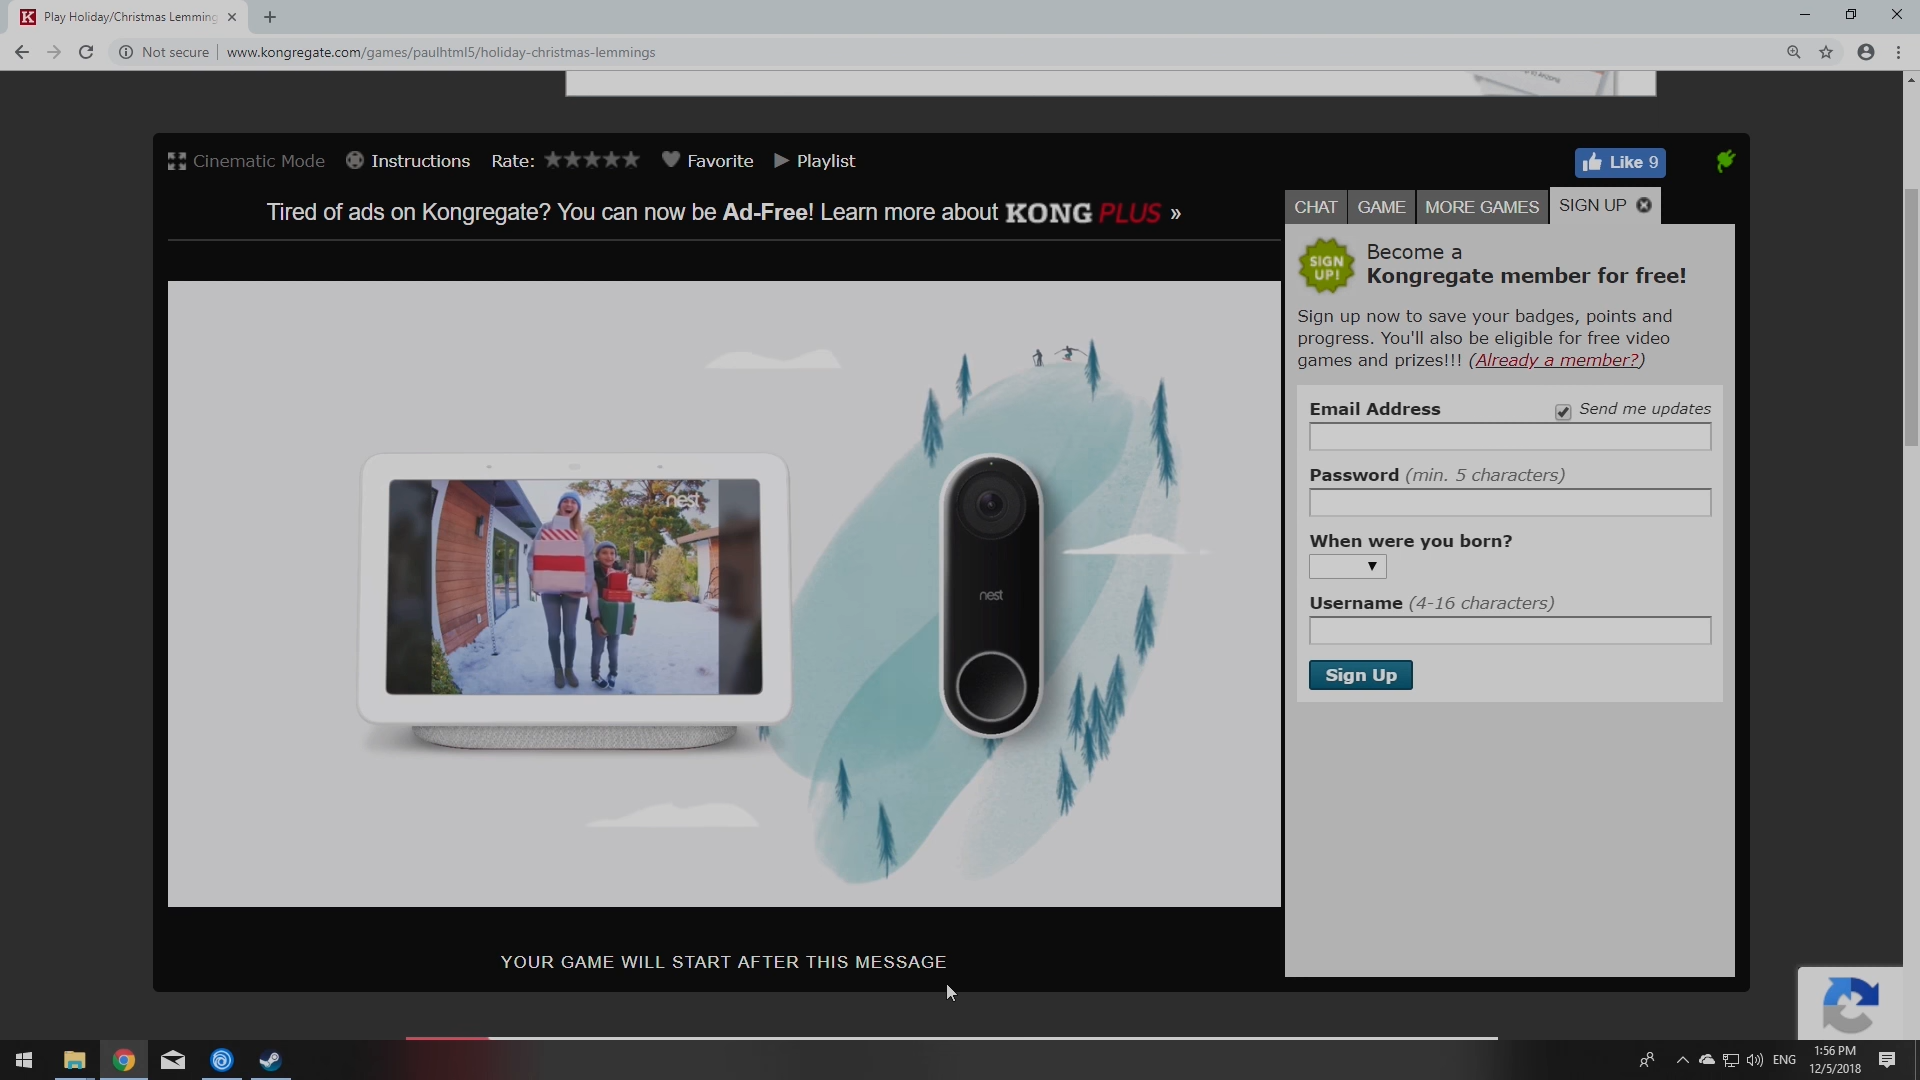 Play Holiday/Christmas Lemming
Not secure
www.kongregate.com/games/paulhtml5/holiday-christmas-lemmings
Cinematic Mode
Instructions
Rate:
Favorite
Playlist
Like 9
Tired of ads on Kongregate? You can now be Ad-Free! Learn more about KONG PLUS »
CHAT
GAME
MORE GAMES
SIGN UP
SIGN UP!
Become a
Kongregate member for free!
Sign up now to save your badges, points and
progress. You'll also be eligible for free video
games and prizes!!! (Already a member?)
Email Address
Send me updates
Password (min. 5 characters)
When were you born?
Username (4-16 characters)
Sign Up
nest
nest
YOUR GAME WILL START AFTER THIS MESSAGE
ENG
1:56 PM
12/5/2018